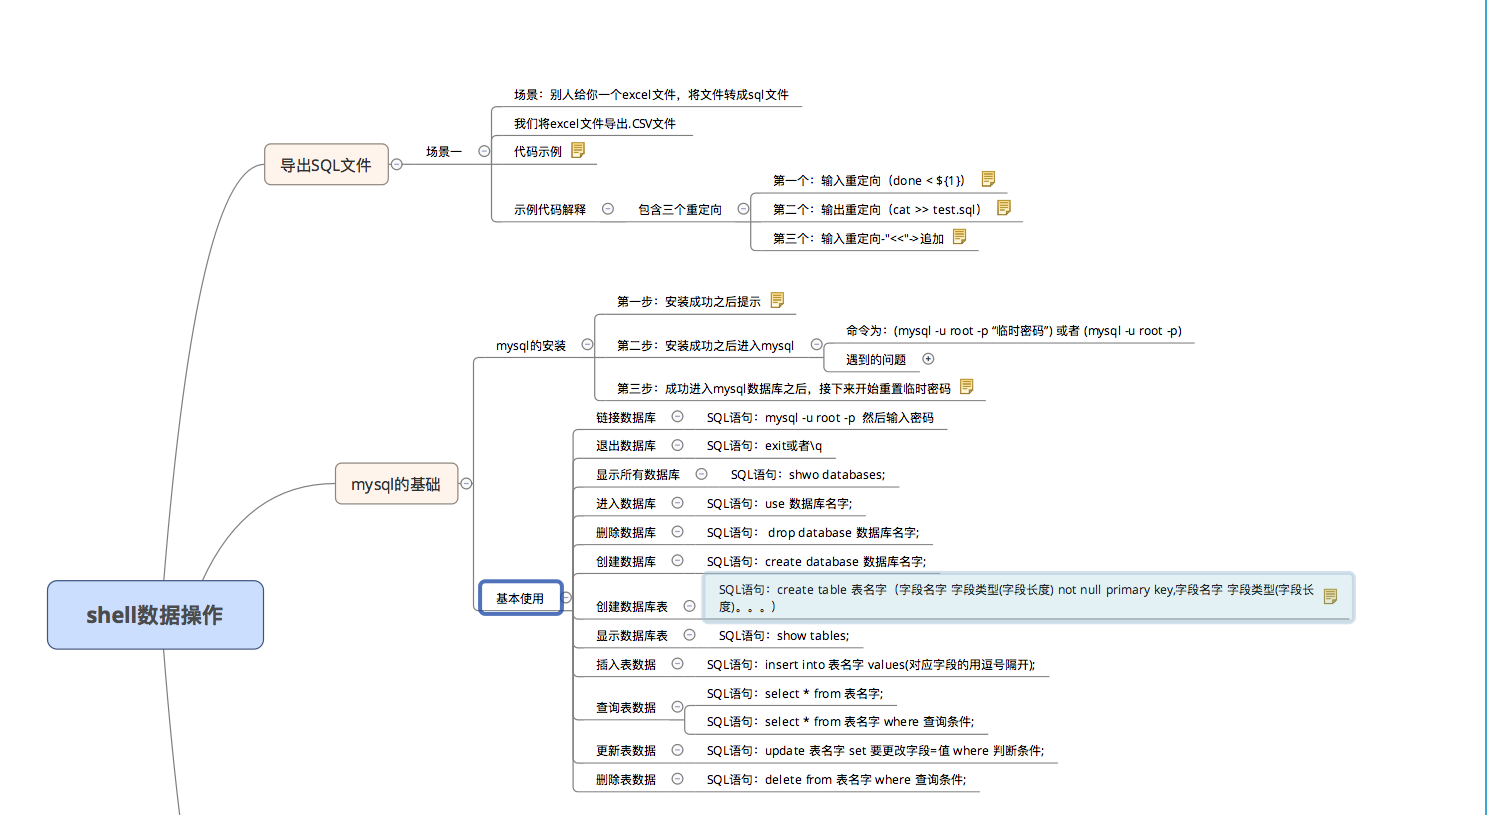 场景：别人给你一个excel文件，将文件转成sql文件
我们将excel文件导出.CSV文件
导出SQL文件
场景一
代码示例
第一个：输入重定向（done < ${1}）
示例代码解释
包含三个重定向
第二个：输出重定向（cat >> test.sql）
第三个：输入重定向-"<<"->追加
第一步：安装成功之后提示
mysql的安装
第二步：安装成功之后进入mysql
命令为：(mysql -u root -p “临时密码”) 或者 (mysql -u root -p)
遇到的问题
第三步：成功进入mysql数据库之后，接下来开始重置临时密码
mysql的基础
链接数据库
SQL语句：mysql -u root -p 然后输入密码
退出数据库
SQL语句：exit或者\q
显示所有数据库
SQL语句：shwo databases;
进入数据库
SQL语句：use 数据库名字;
删除数据库
SQL语句： drop database 数据库名字;
创建数据库
SQL语句：create database 数据库名字;
基本使用
创建数据库表
SQL语句：create table 表名字（字段名字 字段类型(字段长度) not null primary key,字段名字 字段类型(字段长
度)。。。）
shell数据操作
显示数据库表
SQL语句：show tables;
插入表数据
SQL语句：insert into 表名字 values(对应字段的用逗号隔开);
查询表数据
SQL语句：select * from 表名字;
SQL语句：select * from 表名字 where 查询条件;
更新表数据
SQL语句：update 表名字 set 要更改字段=值 where 判断条件;
删除表数据
SQL语句：delete from 表名字 where 查询条件;